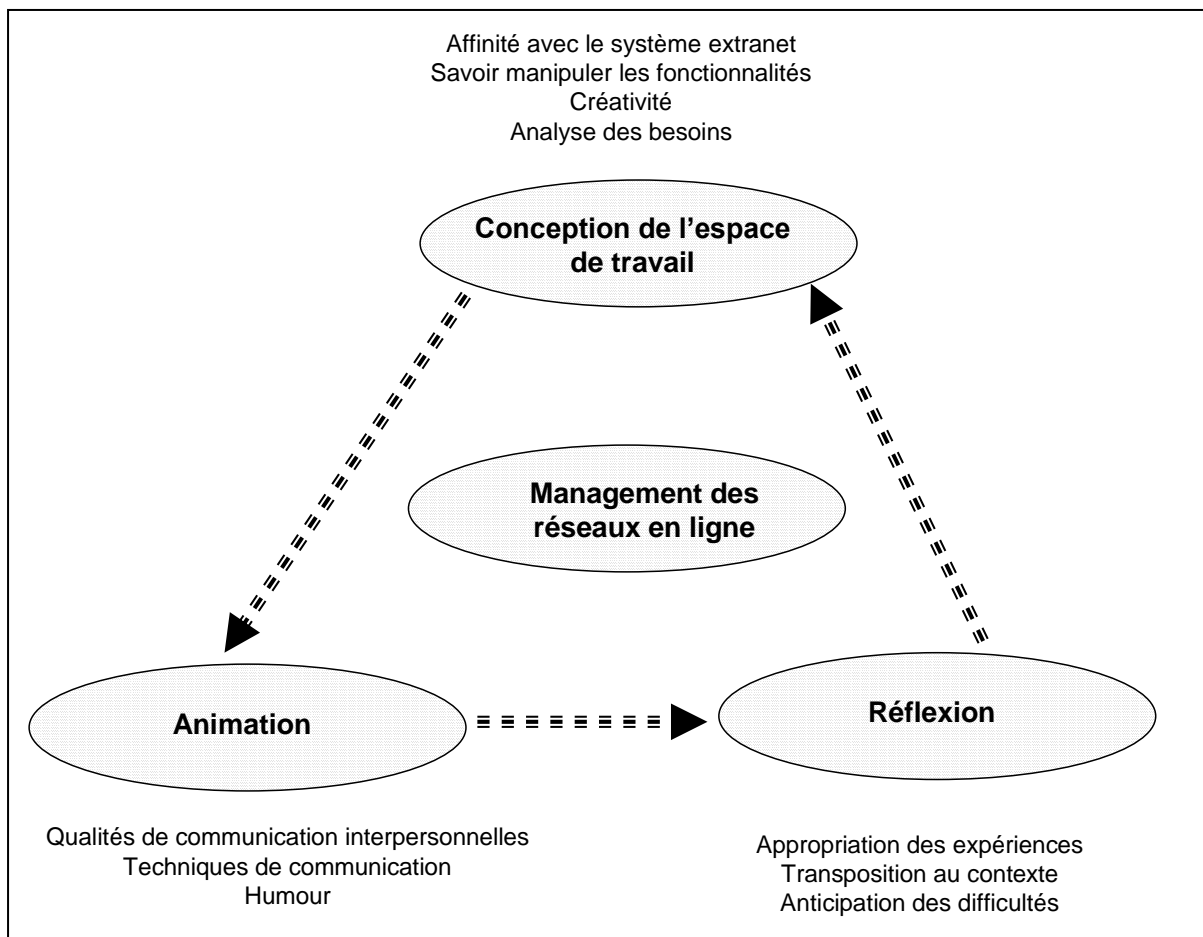 Affinité avec le système extranet
Savoir manipuler les fonctionnalités
Créativité
Analyse des besoins
Conception de l’espace
de travail
Management des
réseaux en ligne
Animation
Réflexion
Qualités de communication interpersonnelles
Techniques de communication
Humour
Appropriation des expériences
Transposition au contexte
Anticipation des difficultés